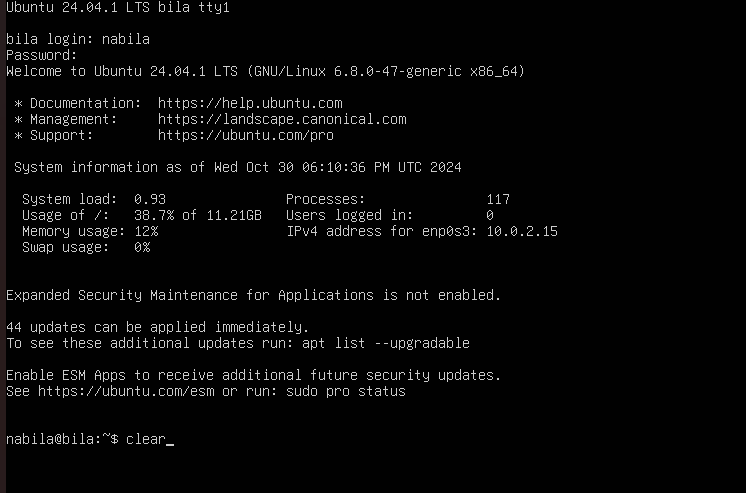 Ubuntu 24.04.1 LTS bila tty1
bila login: nabila
Password:
Welcome to Ubuntu 24.04.1 LTS (GNU/Linux 6.8.0-47-generic x86_64)
* Documentation:  https://help.ubuntu.com
* Management:     https://landscape.canonical.com
* Support:        https://ubuntu.com/pro
System information as of Wed Oct 30 06:10:36 PM UTC 2024
System load:  0.93               Processes:               117
Usage of /:   38.7% of 11.21GB   Users logged in:         0
Memory usage: 12%                IPv4 address for enp0s3: 10.0.2.15
Swap usage:   0%
Expanded Security Maintenance for Applications is not enabled.
44 updates can be applied immediately.
To see these additional updates run: apt list --upgradable
Enable ESM Apps to receive additional future security updates.
See https://ubuntu.com/esm or run: sudo pro status
nabila@bila:~$ clear_